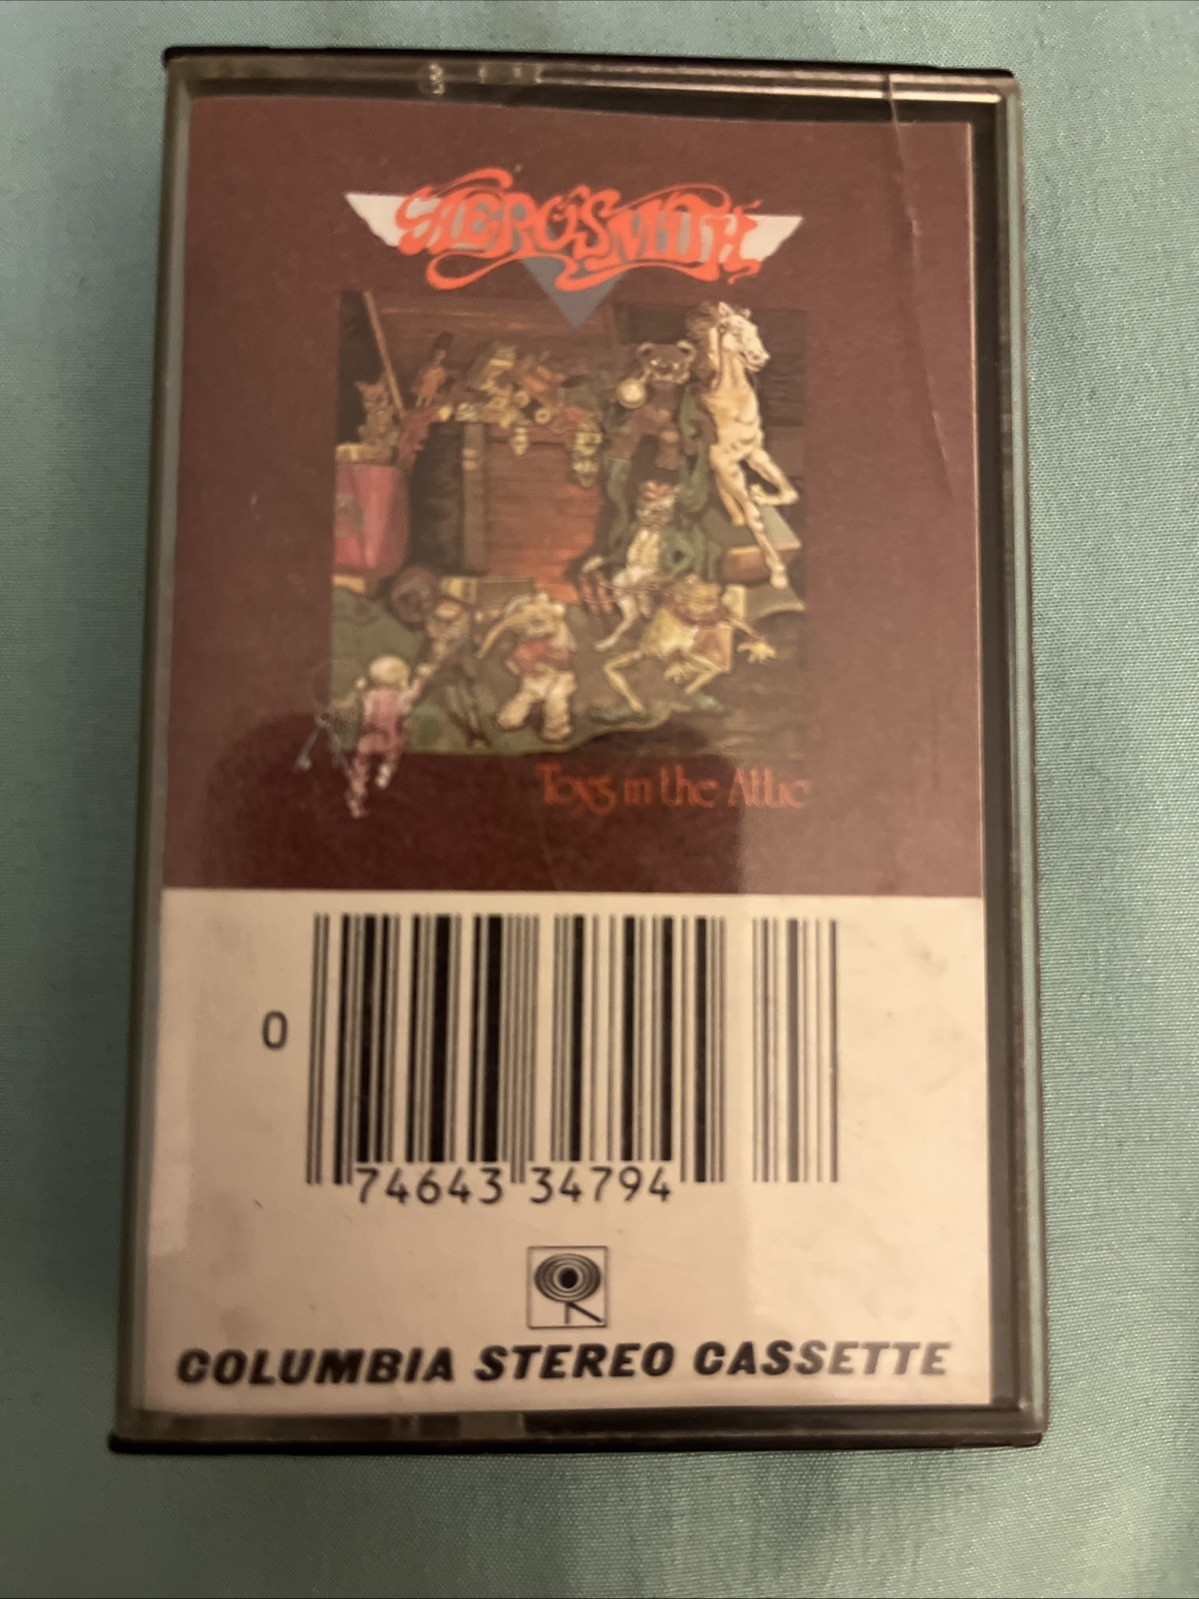 AEROSMITH
Toys in the Attic
0
74643 34794
COLUMBIA STEREO CASSETTE